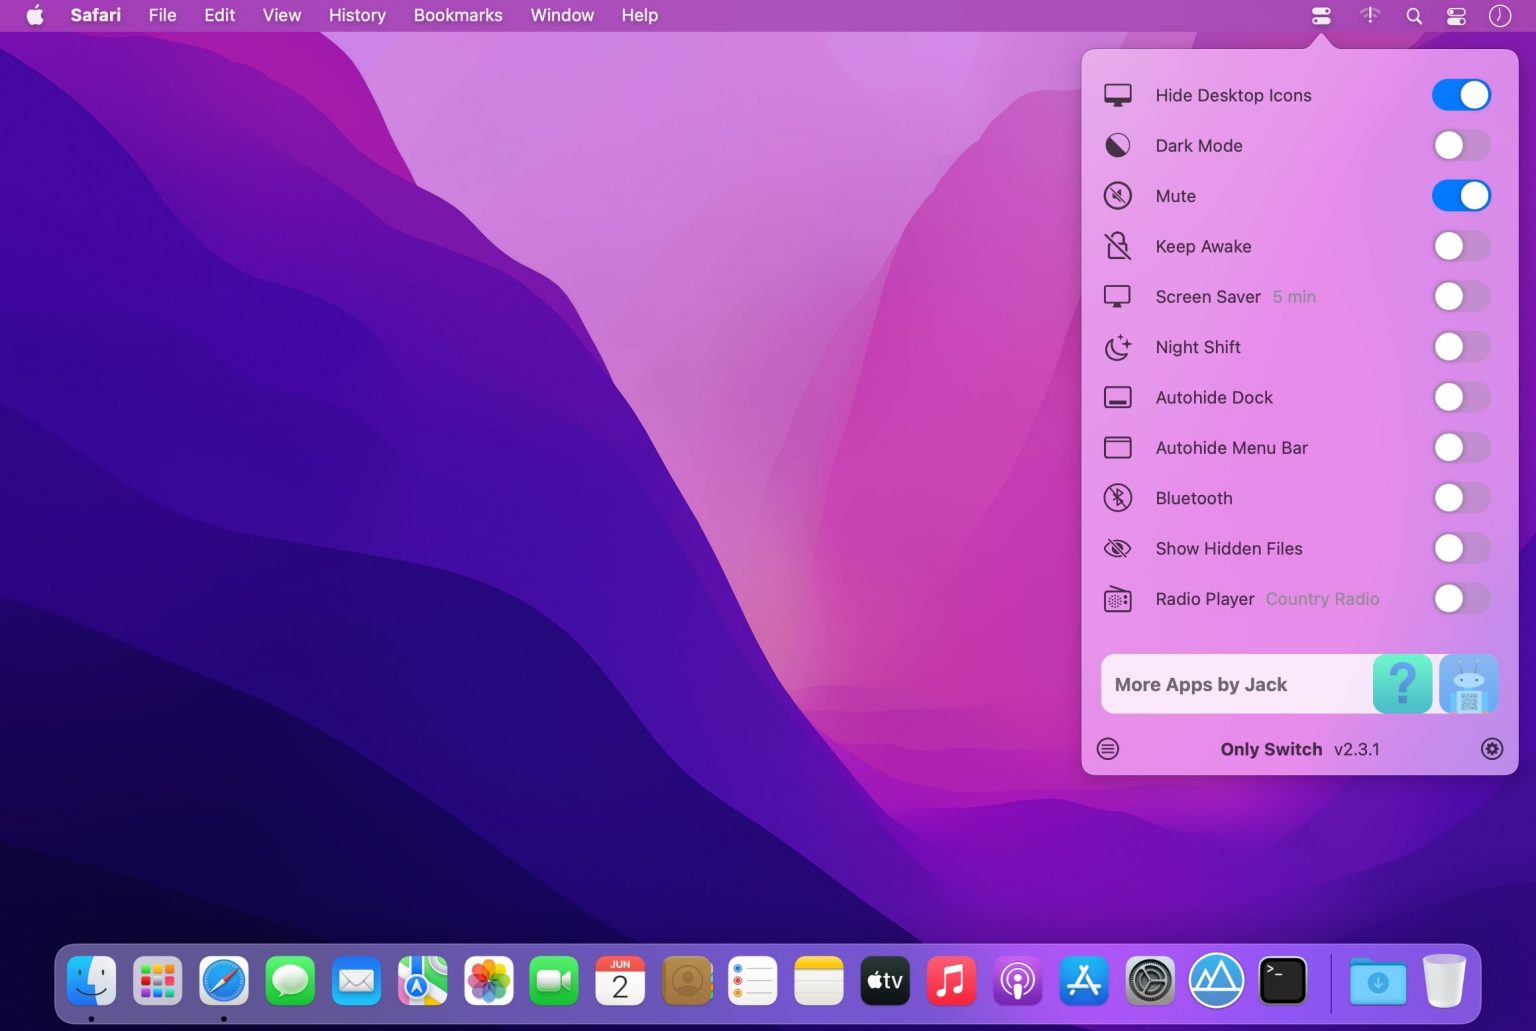 Safari File Edit View History Bookmarks Window Help
Hide Desktop Icons
Dark Mode
Mute
Keep Awake
Screen Saver 5 min
Night Shift
Autohide Dock
Autohide Menu Bar
Bluetooth
Show Hidden Files
Radio Player Country Radio
More Apps by Jack ?
Only Switch v2.3.1
JUN
2
tv
>_